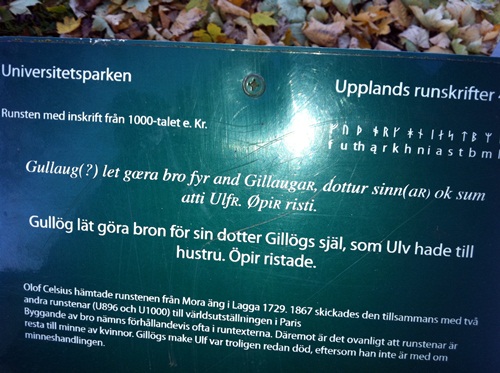 Universitetsparken
Upplands runskrifter
Runsten med inskrift från 1000-talet e. Kr.
ᚠ ᚢ ᚦ ᚬ ᚱ ᚴ ᚼ ᚾ ᛁ ᛅ ᛋ ᛏ ᛒ ᛘ
f u th ą r k h n i a s t b m l
Gullaug(?) let gæra bro fyr and Gillaugar, dottur sinn(ar) ok sum
atti Ulfr. Øpir risti.
Gullög lät göra bron för sin dotter Gillögs själ, som Ulv hade till
hustru. Öpir ristade.
Olof Celsius hämtade runstenen från Mora äng i Lagga 1729. 1867 skickades den tillsammans med två
andra runstenar (U896 och U1000) till världsutställningen i Paris
Byggande av bro nämns förhållandevis ofta i runtexterna. Däremot är det ovanligt att runstenar är
resta till minne av kvinnor. Gillögs make Ulf var troligen redan död, eftersom han inte är med om
minneshandlingen.